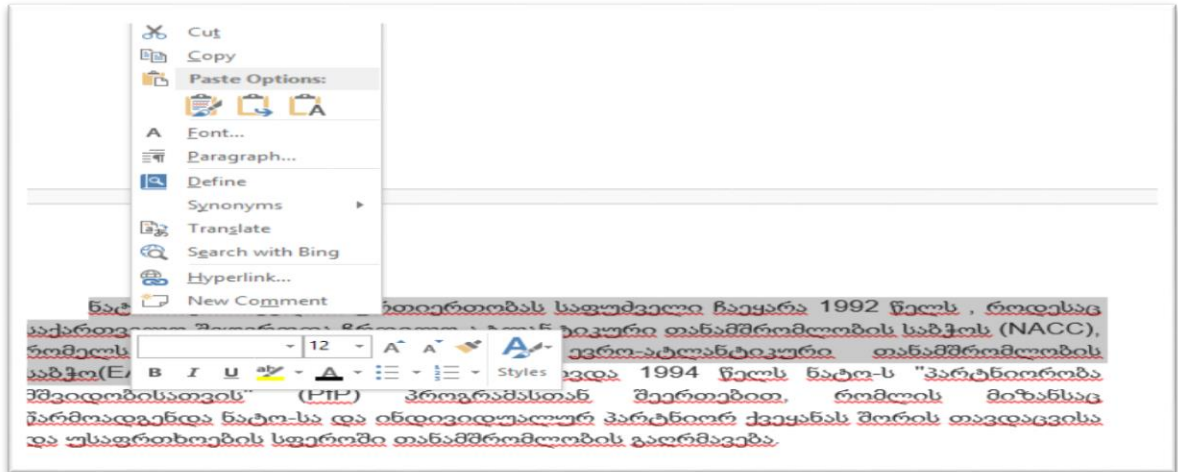 Cut
Copy
Paste Options:
Font...
Paragraph...
Define
Synonyms
Translate
Search with Bing
Hyperlink...
New Comment
საფუძველი ჩაეყარა 1992 წელს , როდესაც
თანამშრომლობის საბჭოს (NACC),
რომელს
12
ევრო-ატლანტიკური თანამშრომლობის
B I U Styles
1994 წელს ნატო-ს "პარტნიორობა
მშვიდობისათვის" (PfP) პროგრამასთან შეერთებით, რომლის მიზანსაც
წარმოადგენდა ნატო-სა და ინდივიდუალურ პარტნიორ ქვეყანას შორის თავდაცვისა
და უსაფრთხოების სფეროში თანამშრომლობის გაღრმავება.